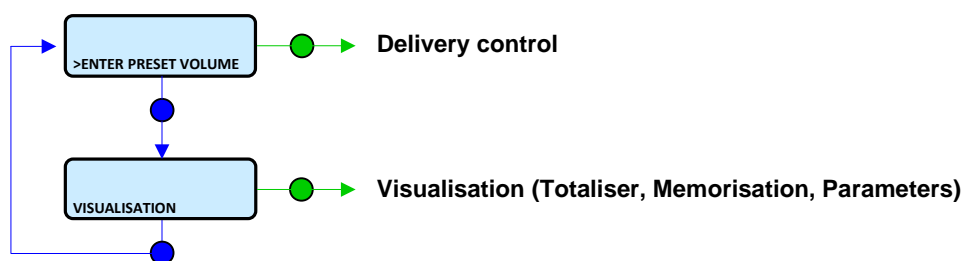 Delivery control
>ENTER PRESET VOLUME
Visualisation (Totaliser, Memorisation, Parameters)
VISUALISATION